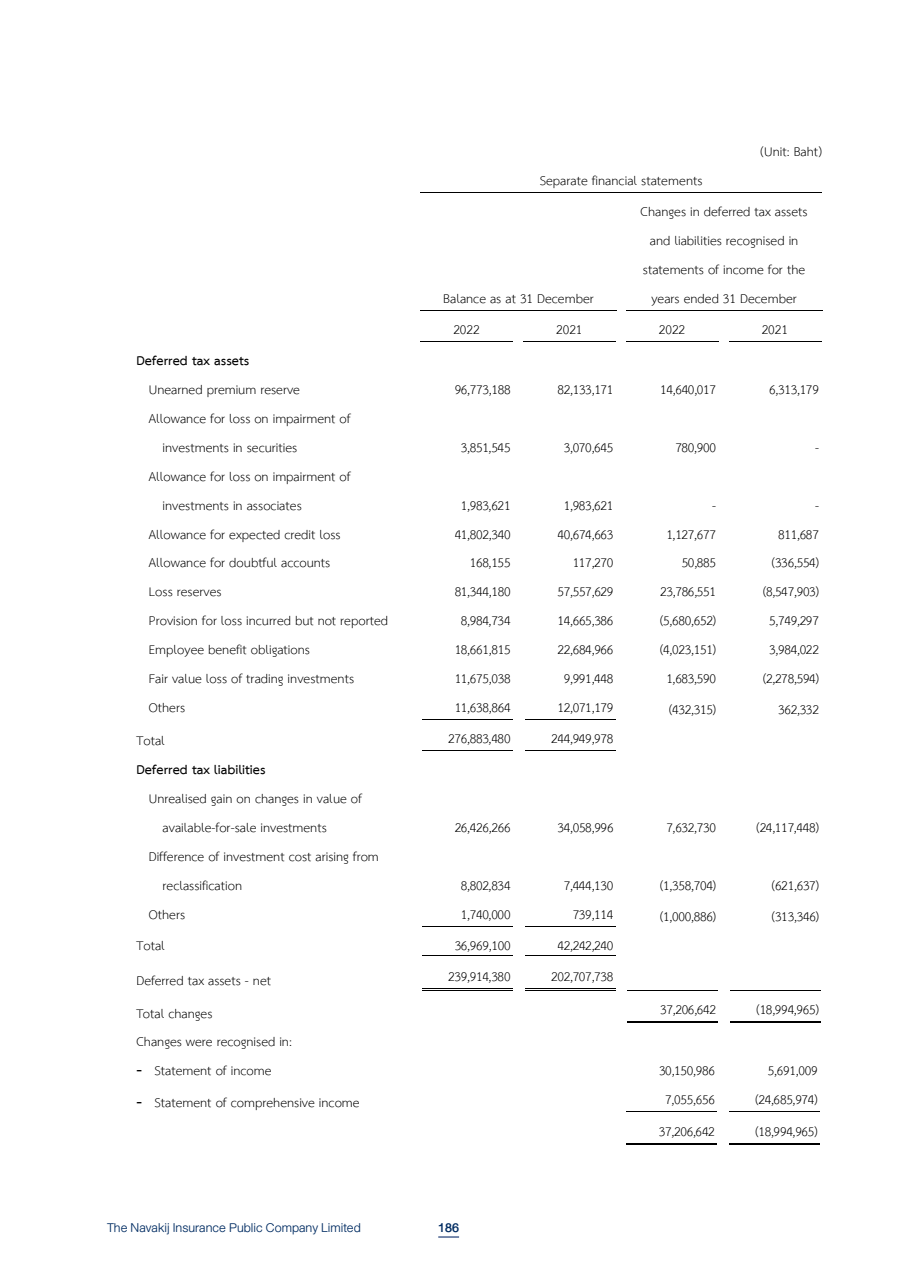 (Unit: Baht)
Separate financial statements
Changes in deferred tax assets
and liabilities recognised in
statements of income for the
Balance as at 31 December years ended 31 December
2022 2021 2022 2021
Deferred tax assets
Unearned premium reserve 96,773,188 82,133,171 14,640,017 6,313,179
Allowance for loss on impairment of
investments in securities 3,851,545 3,070,645 780,900 -
Allowance for loss on impairment of
investments in associates 1,983,621 1,983,621 - -
Allowance for expected credit loss 41,802,340 40,674,663 1,127,677 811,687
Allowance for doubtful accounts 168,155 117,270 50,885 (336,554)
Loss reserves 81,344,180 57,557,629 23,786,551 (8,547,903)
Provision for loss incurred but not reported 8,984,734 14,665,386 (5,680,652) 5,749,297
Employee benefit obligations 18,661,815 22,684,966 (4,023,151) 3,984,022
Fair value loss of trading investments 11,675,038 9,991,448 1,683,590 (2,278,594)
Others 11,638,864 12,071,179 (432,315) 362,332
Total 276,883,480 244,949,978
Deferred tax liabilities
Unrealised gain on changes in value of
available-for-sale investments 26,426,266 34,058,996 7,632,730 (24,117,448)
Difference of investment cost arising from
reclassification 8,802,834 7,444,130 (1,358,704) (621,637)
Others 1,740,000 739,114 (1,000,886) (313,346)
Total 36,969,100 42,242,240
Deferred tax assets - net 239,914,380 202,707,738
Total changes 37,206,642 (18,994,965)
Changes were recognised in:
- Statement of income 30,150,986 5,691,009
- Statement of comprehensive income 7,055,656 (24,685,974)
37,206,642 (18,994,965)
The Navakij Insurance Public Company Limited 186